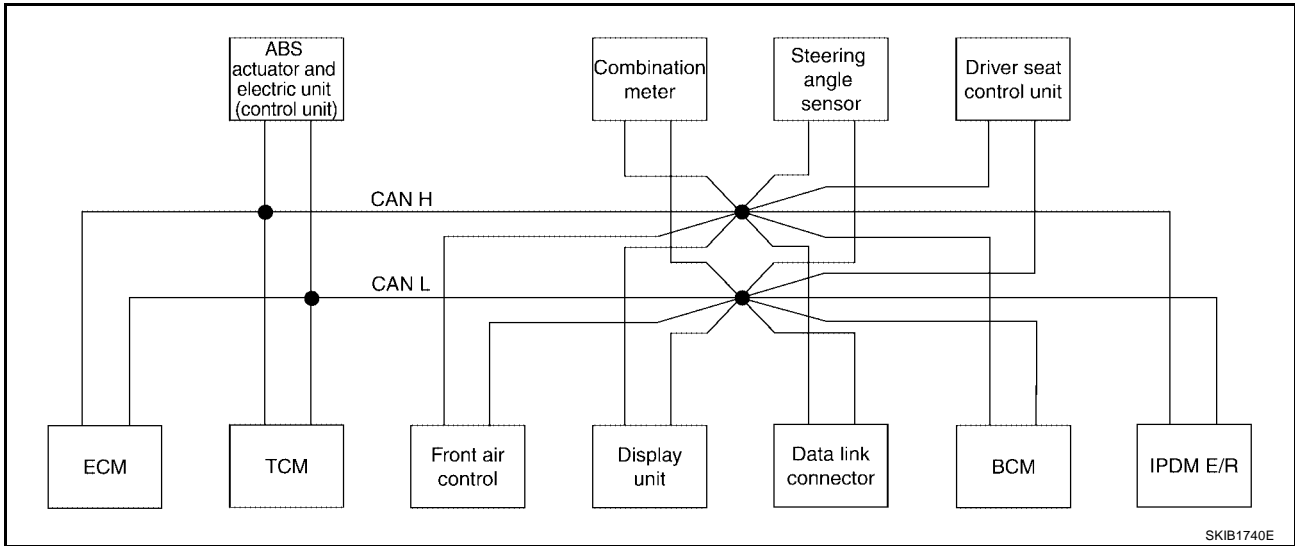 ABS
actuator and
electric unit
(control unit)
Combination
meter
Steering
angle
sensor
Driver seat
control unit
CAN H
CAN L
ECM
TCM
Front air
control
Display
unit
Data link
connector
BCM
IPDM E/R
SKIB1740E